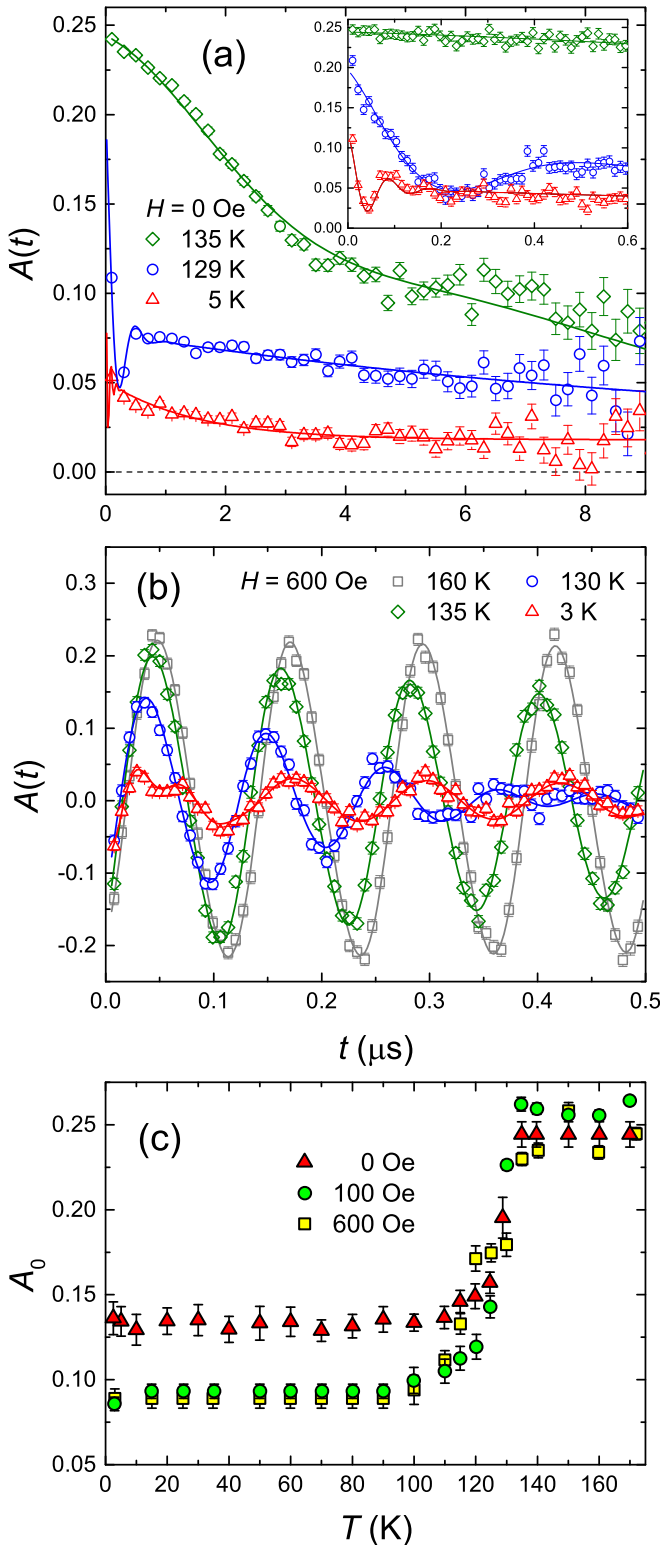 (a)
A(t)
0.25
0.20
0.15
0.10
0.05
0.00
H = 0 Oe
135 K
129 K
5 K
0.25
0.20
0.15
0.10
0.05
0.00
0.0 0.2 0.4 0.6
0 2 4 6 8
(b)
A(t)
H = 600 Oe 160 K 130 K
135 K 3 K
0.3
0.2
0.1
0.0
-0.1
-0.2
0.0 0.1 0.2 0.3 0.4 0.5
t (μs)
(c)
A0
0 Oe
100 Oe
600 Oe
0.25
0.20
0.15
0.10
0.05
0 20 40 60 80 100 120 140 160
T (K)